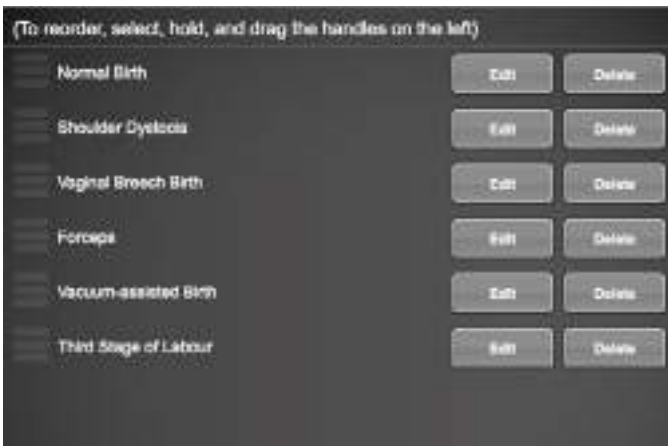 (To reorder, select, hold, and drag the handles on the left)
Normal Birth Edit Delete
Shoulder Dystocia Edit Delete
Vaginal Breech Birth Edit Delete
Forceps Edit Delete
Vacuum-assisted Birth Edit Delete
Third Stage of Labour Edit Delete